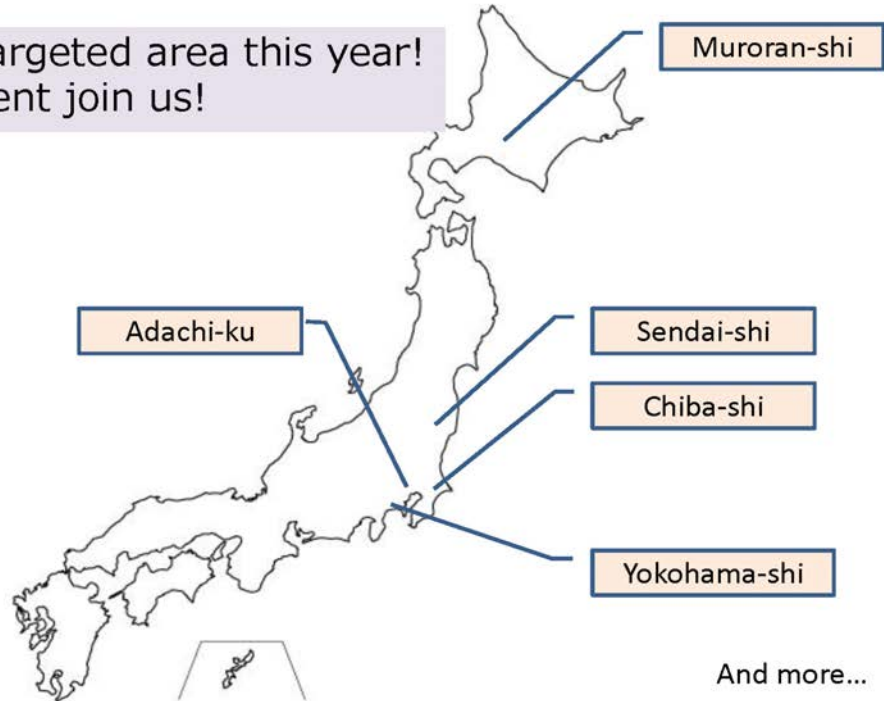 argeted area this year!
ent join us!
Muroran-shi
Adachi-ku
Sendai-shi
Chiba-shi
Yokohama-shi
And more...